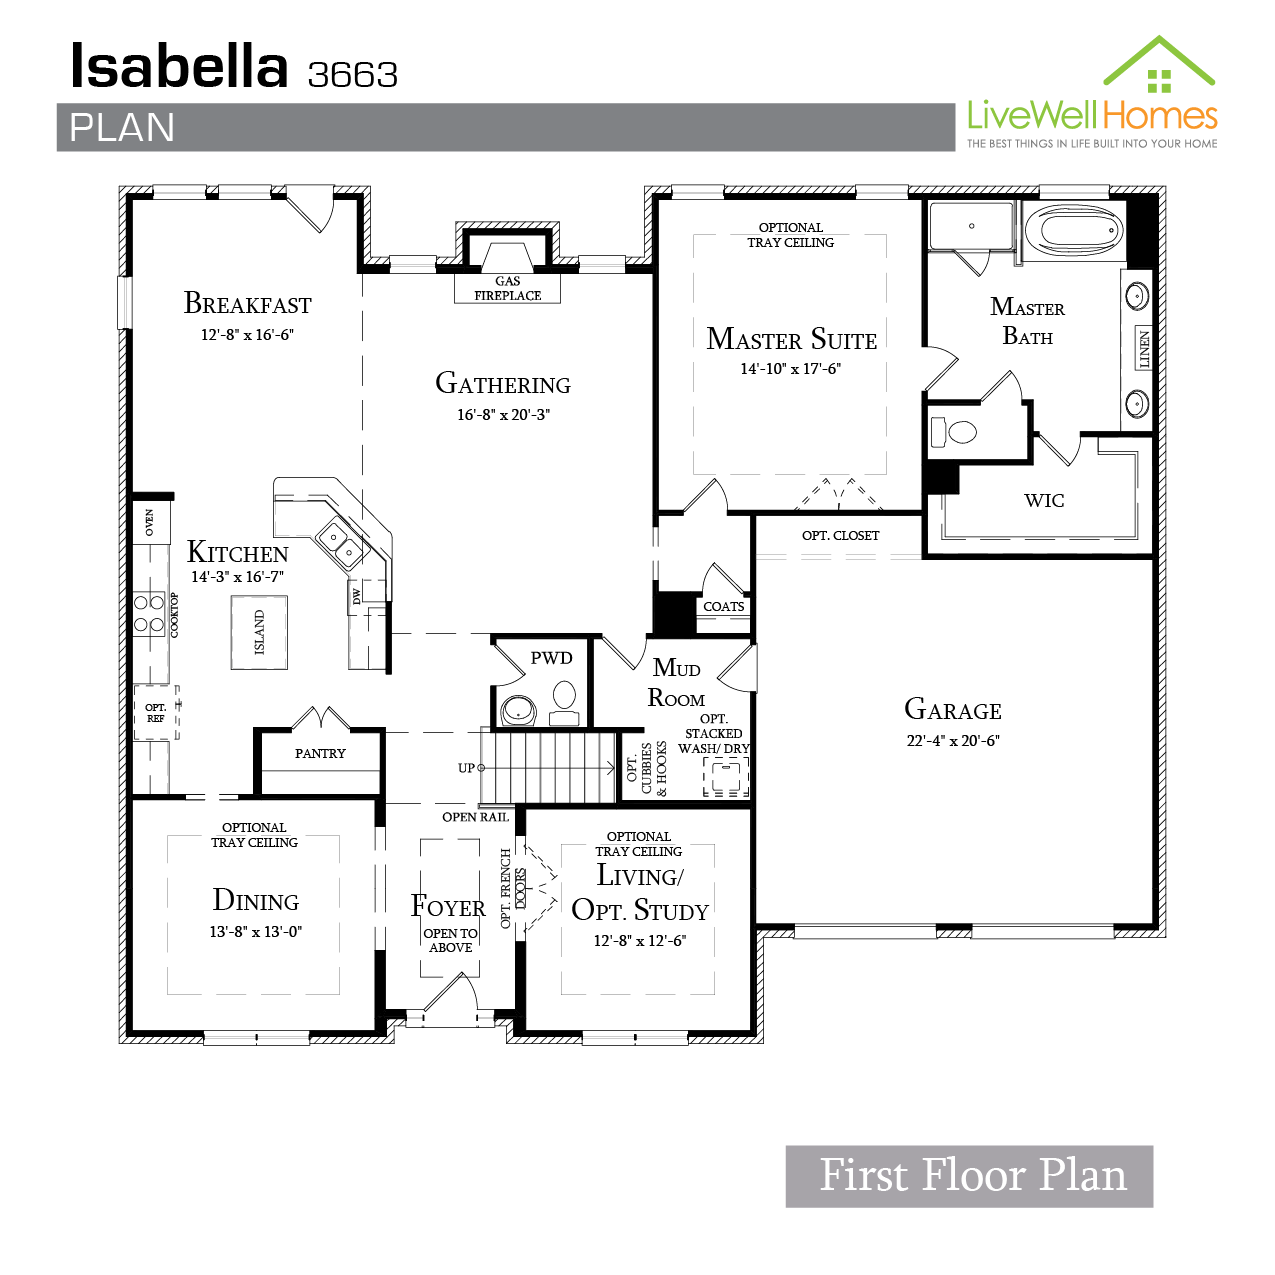 Isabella 3663
PLAN
LiveWellHomes
THE BEST THINGS IN LIFE BUILT INTO YOUR HOME
BREAKFAST
12'-8" x 16'-6"
GAS
FIREPLACE
GATHERING
16'-8" x 20'-3"
OPTIONAL
TRAY CEILING
MASTER SUITE
14'-10" x 17'-6"
MASTER
BATH
LINEN
WIC
OPT. CLOSET
OVEN
KITCHEN
14'-3" x 16'-7"
COOKTOP
ISLAND
DW
OPT.
REF
PANTRY
COATS
PWD
MUD
ROOM
OPT.
STACKED
WASH/ DRY
OPT.
CUBBIES
& HOOKS
UP
OPEN RAIL
GARAGE
22'-4" x 20'-6"
OPTIONAL
TRAY CEILING
DINING
13'-8" x 13'-0"
FOYER
OPEN TO
ABOVE
OPT. FRENCH
DOORS
OPTIONAL
TRAY CEILING
LIVING/
OPT. STUDY
12'-8" x 12'-6"
First Floor Plan